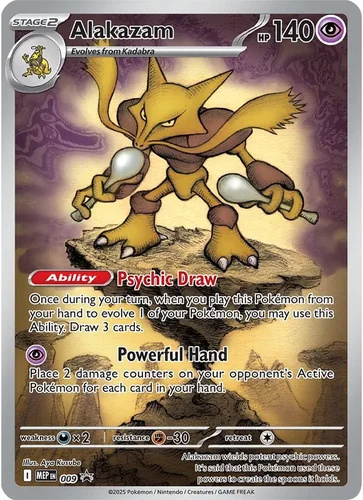 STAGE2
Alakazam
HP 140
Evolves from Kadabra
Ability Psychic Draw
Once during your turn, when you play this Pokémon from
your hand to evolve 1 of your Pokémon, you may use this
Ability. Draw 3 cards.
Powerful Hand
Place 2 damage counters on your opponent's Active
Pokémon for each card in your hand.
weakness ×2 resistance -30 retreat
Illus. Aya Kusube
I MEP EN 009
Alakazam wields potent psychic powers.
It's said that this Pokémon used these
powers to create the spoons it holds.
©2025 Pokémon / Nintendo / Creatures / GAME FREAK